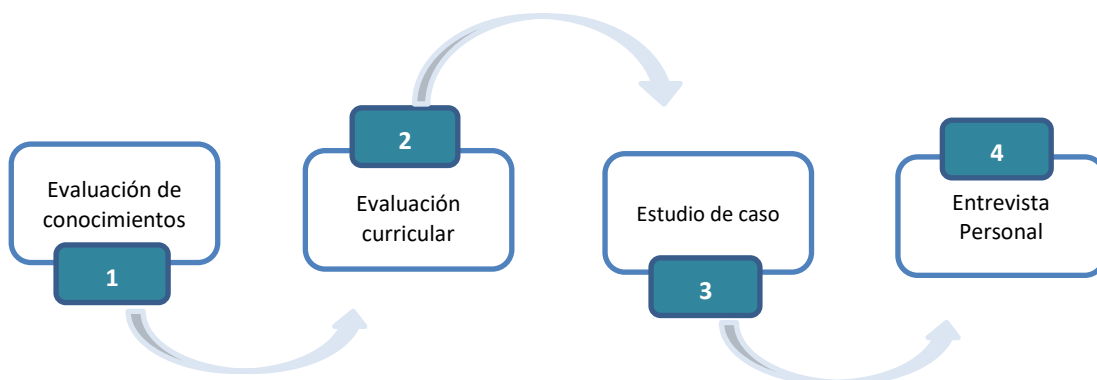 Evaluación de
conocimientos
1
2
Evaluación
curricular
Estudio de caso
3
4
Entrevista
Personal